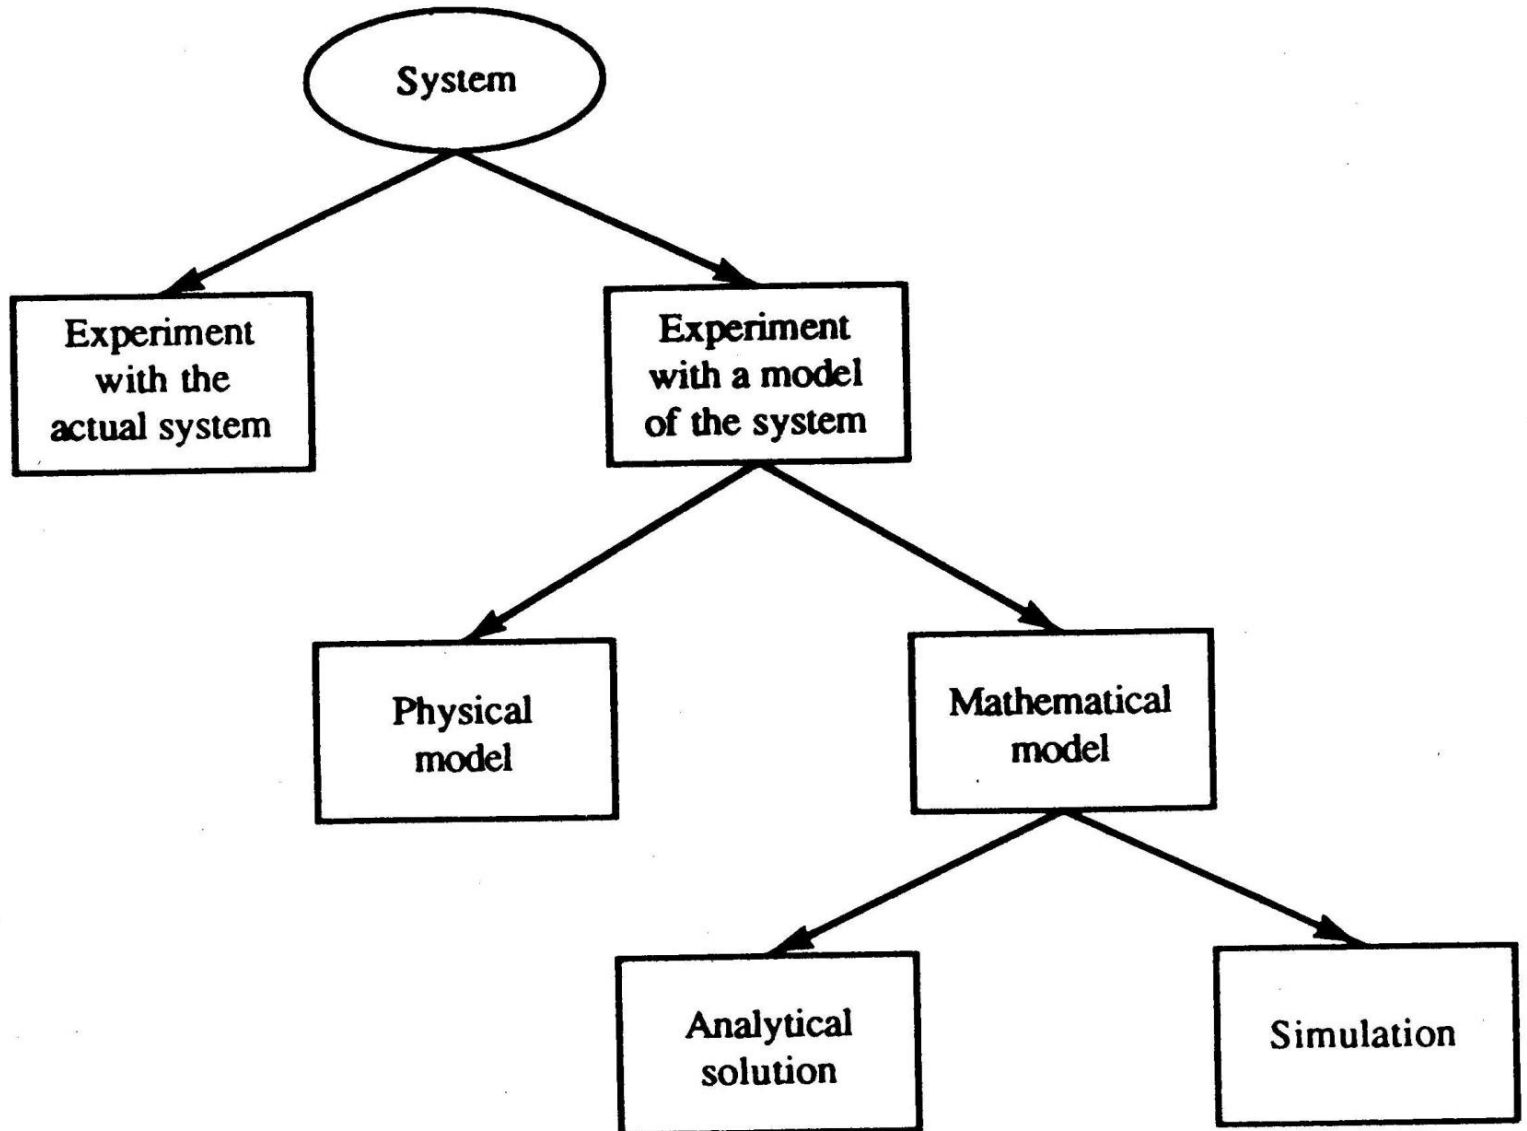 System
Experiment
with the
actual system
Experiment
with a model
of the system
Physical
model
Mathematical
model
Analytical
solution
Simulation